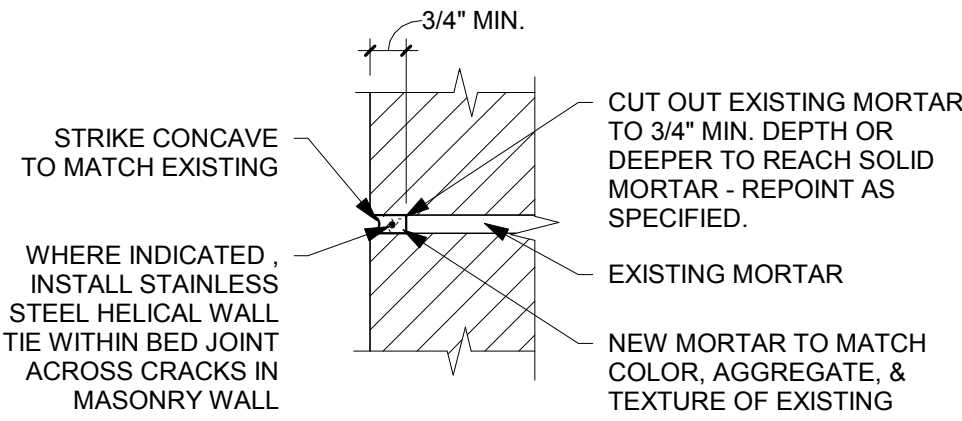 3/4" MIN.
STRIKE CONCAVE
TO MATCH EXISTING
WHERE INDICATED ,
INSTALL STAINLESS
STEEL HELICAL WALL
TIE WITHIN BED JOINT
ACROSS CRACKS IN
MASONRY WALL
CUT OUT EXISTING MORTAR
TO 3/4" MIN. DEPTH OR
DEEPER TO REACH SOLID
MORTAR - REPOINT AS
SPECIFIED.
EXISTING MORTAR
NEW MORTAR TO MATCH
COLOR, AGGREGATE, &
TEXTURE OF EXISTING